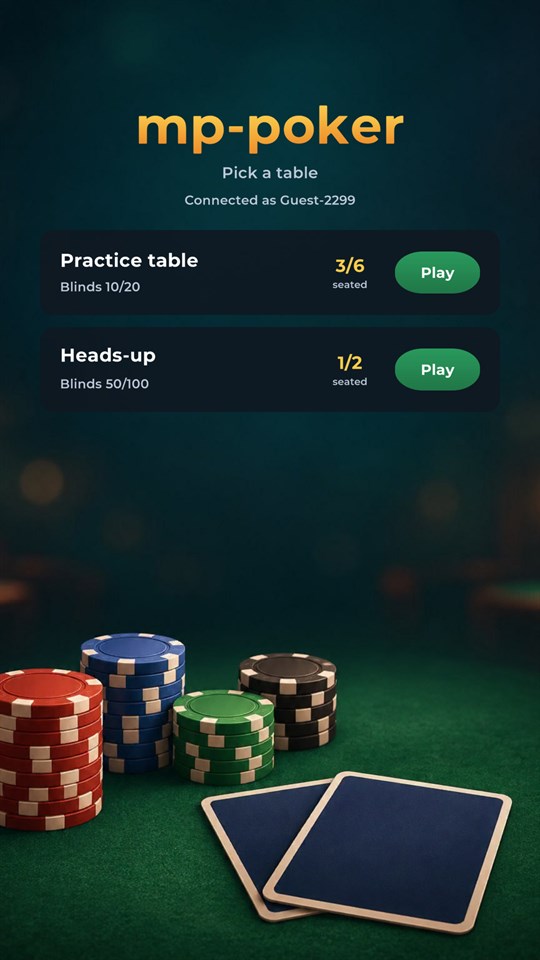 mp-poker
Pick a table
Connected as Guest-2299
Practice table
Blinds 10/20
3/6
seated
Play
Heads-up
Blinds 50/100
1/2
seated
Play